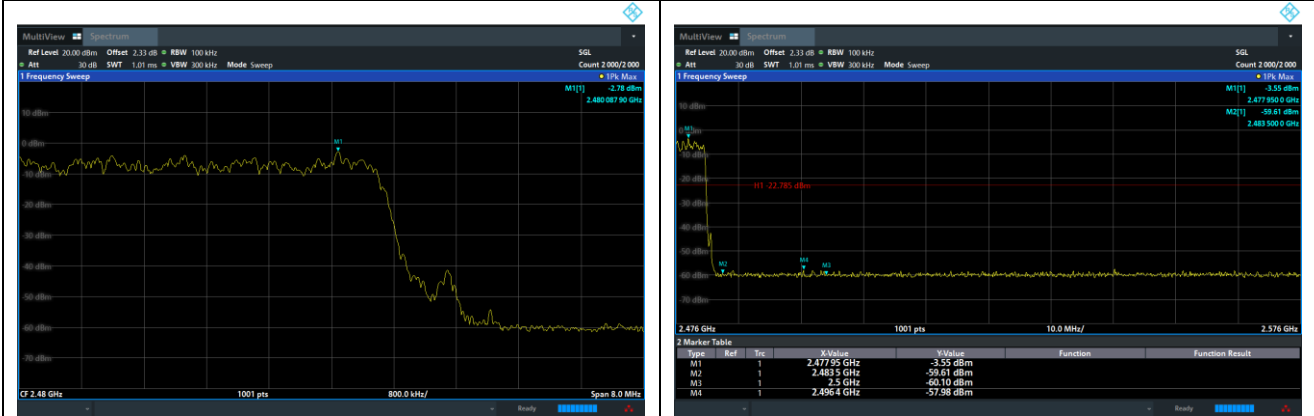 MultiView Spectrum
Ref Level 20.00 dBm Offset 2.33 dB RBW 100 kHz SGL
Att 30 dB SWT 1.01 ms VBW 300 kHz Mode Sweep Count 2 000/2 000
1 Frequency Sweep 1Pk Max
M1[1] -2.78 dBm
2.480 087 90 GHz
10 dBm
0 dBm
M1
-10 dBm
-20 dBm
-30 dBm
-40 dBm
-50 dBm
-60 dBm
-70 dBm
CF 2.48 GHz 1001 pts 800.0 kHz/ Span 8.0 MHz
Ready
MultiView Spectrum
Ref Level 20.00 dBm Offset 2.33 dB RBW 100 kHz SGL
Att 30 dB SWT 1.01 ms VBW 300 kHz Mode Sweep Count 2 000/2 000
1 Frequency Sweep 1Pk Max
M1[1] -3.55 dBm
2.477 950 0 GHz
M2[1] -59.61 dBm
2.483 500 0 GHz
10 dBm
0 dBm
M1
-10 dBm
-20 dBm
H1 -22.785 dBm
-30 dBm
-40 dBm
-50 dBm
M2 M4 M3
-60 dBm
-70 dBm
2.476 GHz 1001 pts 10.0 MHz/ 2.576 GHz
2 Marker Table
Type Ref Trc X-Value Y-Value Function Function Result
M1 1 2.477 95 GHz -3.55 dBm
M2 1 2.483 5 GHz -59.61 dBm
M3 1 2.5 GHz -60.10 dBm
M4 1 2.496 4 GHz -57.98 dBm
Ready